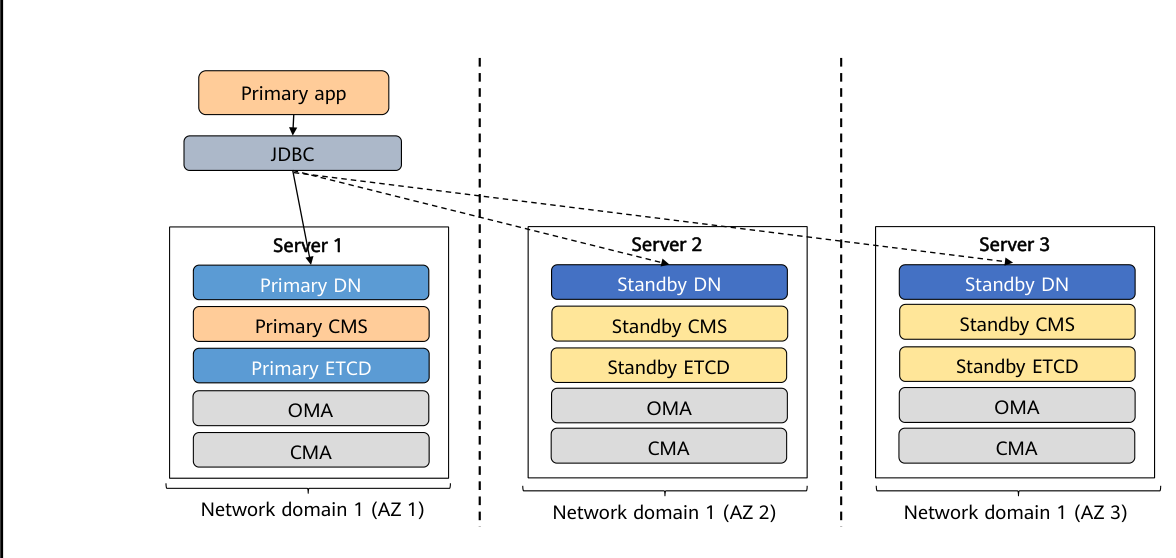 Primary app
JDBC
Server 1
Primary DN
Primary CMS
Primary ETCD
OMA
CMA
Network domain 1 (AZ 1)
Server 2
Standby DN
Standby CMS
Standby ETCD
OMA
CMA
Network domain 1 (AZ 2)
Server 3
Standby DN
Standby CMS
Standby ETCD
OMA
CMA
Network domain 1 (AZ 3)